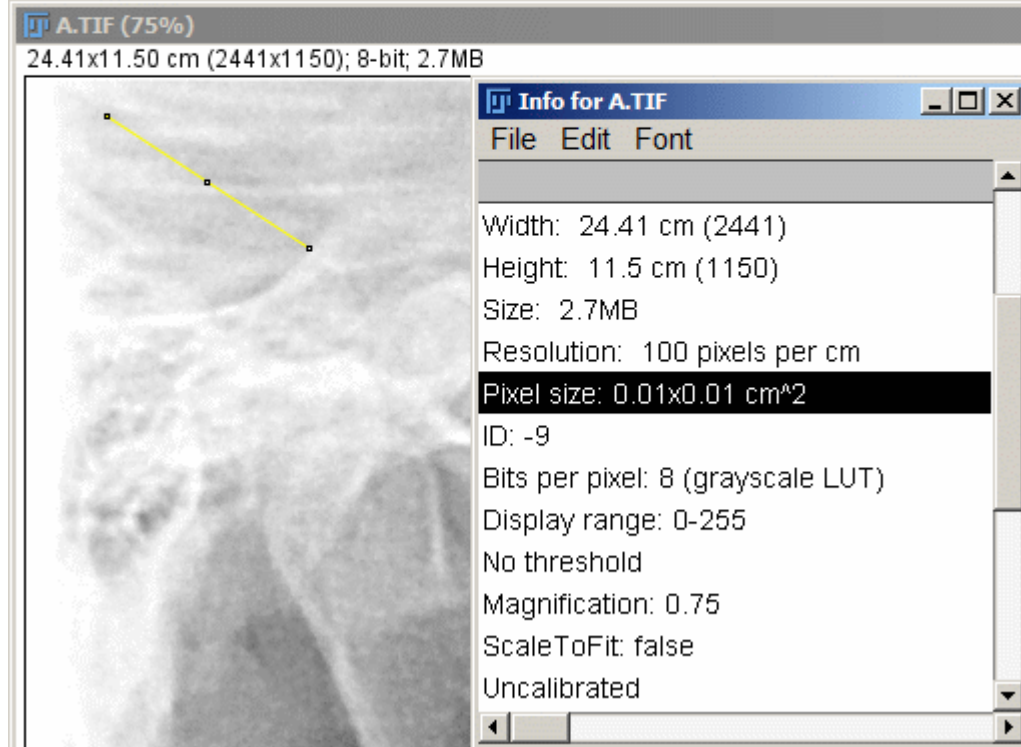 A.TIF (75%)
24.41x11.50 cm (2441x1150); 8-bit; 2.7MB
Info for A.TIF
File Edit Font
Width: 24.41 cm (2441)
Height: 11.5 cm (1150)
Size: 2.7MB
Resolution: 100 pixels per cm
Pixel size: 0.01x0.01 cm^2
ID: -9
Bits per pixel: 8 (grayscale LUT)
Display range: 0-255
No threshold
Magnification: 0.75
ScaleToFit: false
Uncalibrated